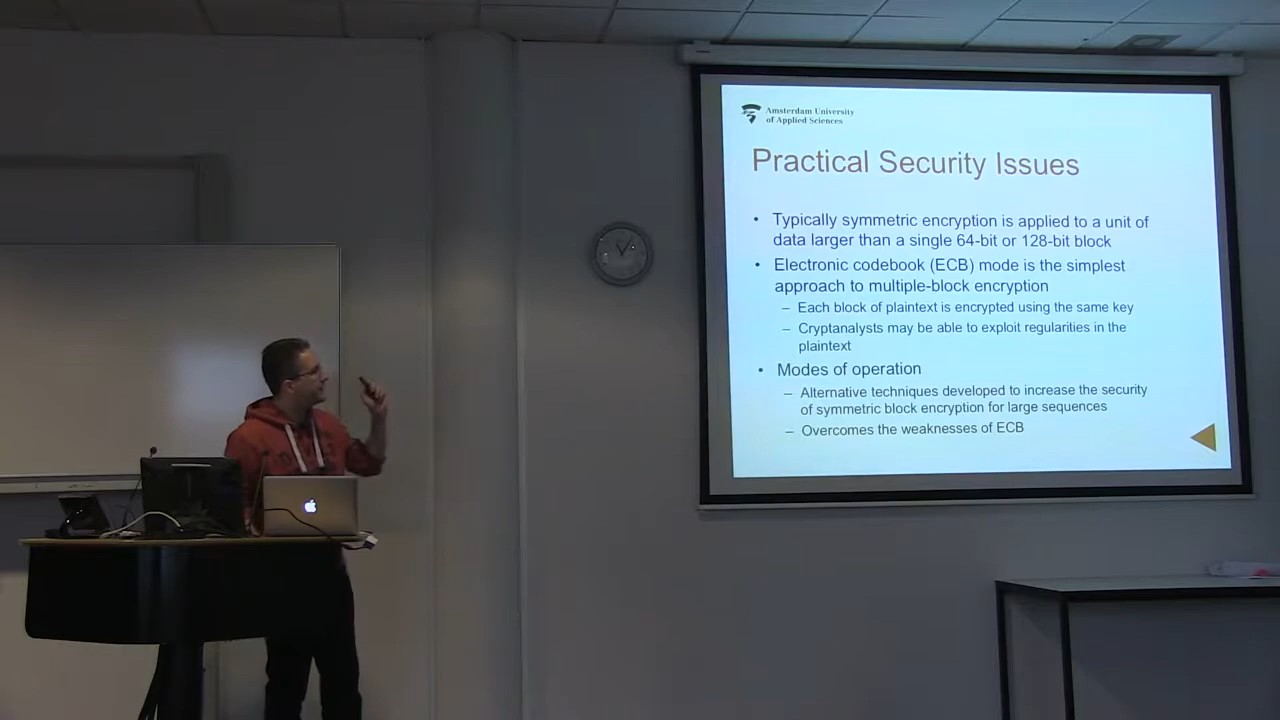 Amsterdam University
of Applied Sciences
Practical Security Issues
• Typically symmetric encryption is applied to a unit of
data larger than a single 64-bit or 128-bit block
• Electronic codebook (ECB) mode is the simplest
approach to multiple-block encryption
– Each block of plaintext is encrypted using the same key
– Cryptanalysts may be able to exploit regularities in the
plaintext
• Modes of operation
– Alternative techniques developed to increase the security
of symmetric block encryption for large sequences
– Overcomes the weaknesses of ECB